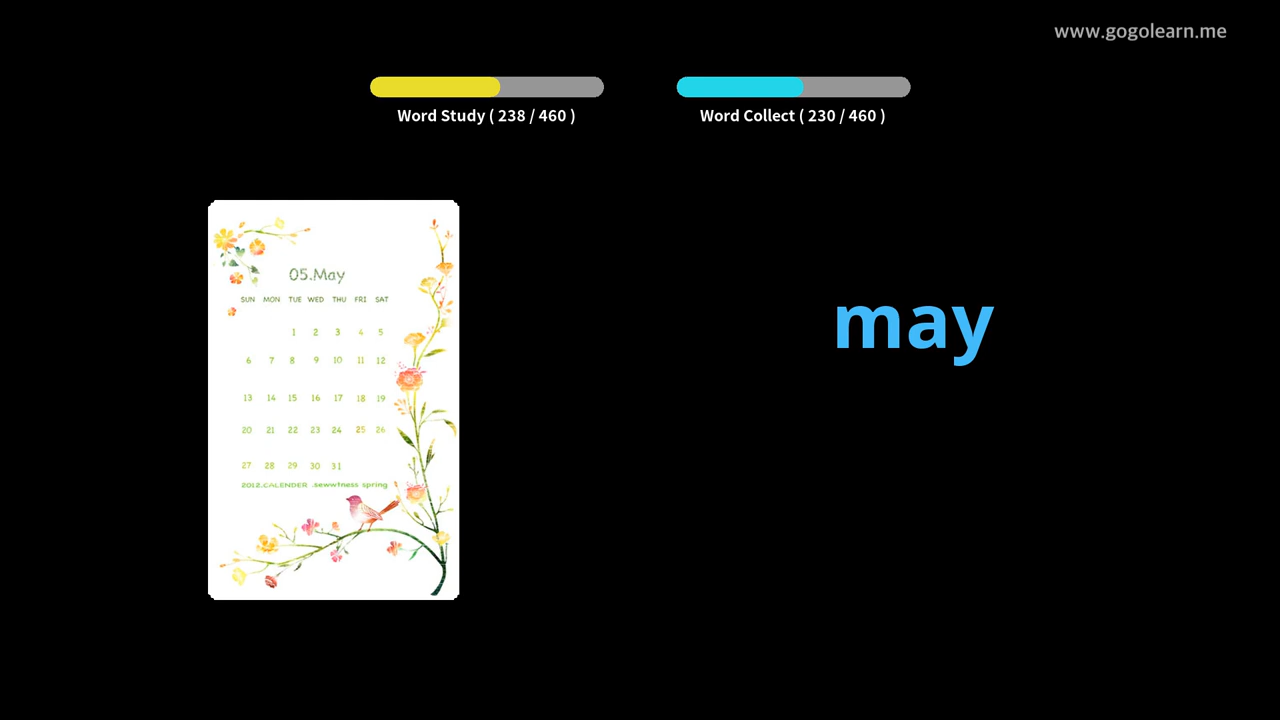 www.gogolearn.me
Word Study ( 238 / 460 )
Word Collect ( 230 / 460 )
05.May
SUN MON TUE WED THU FRI SAT
1 2 3 4 5
6 7 8 9 10 11 12
13 14 15 16 17 18 19
20 21 22 23 24 25 26
27 28 29 30 31
2012.CALENDER .sewwtness spring
may